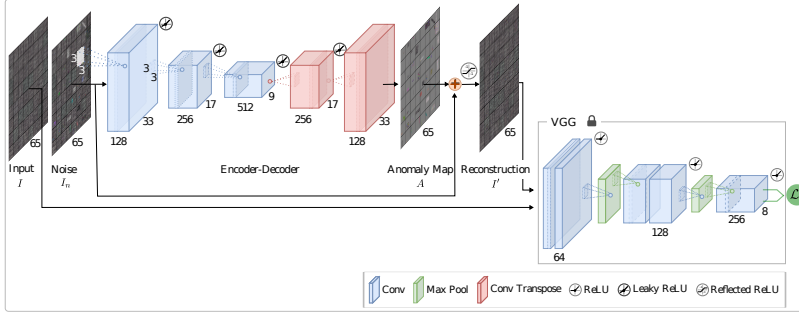 3
3
3
3
65
65
33
128
17
256
9
512
17
256
33
128
65
65
Input
I
Noise
Iₙ
Encoder-Decoder
Anomaly Map
A
Reconstruction
I′
VGG
64
128
256
8
ℒ
Conv
Max Pool
Conv Transpose
ReLU
Leaky ReLU
Reflected ReLU